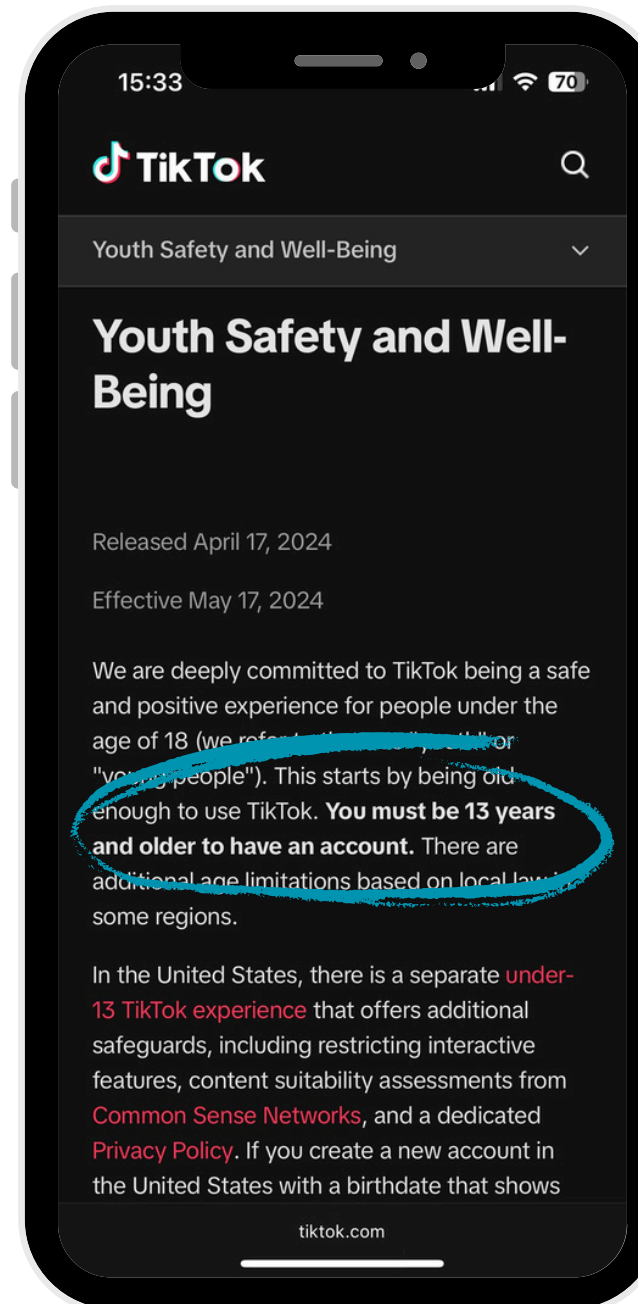 15:33
70
TikTok
Youth Safety and Well-Being
Youth Safety and Well-
Being
Released April 17, 2024
Effective May 17, 2024
We are deeply committed to TikTok being a safe
and positive experience for people under the
age of 18 (we refer to them as "youth" or
"young people"). This starts by being old
enough to use TikTok. You must be 13 years
and older to have an account. There are
additional age limitations based on local law in
some regions.
In the United States, there is a separate under-
13 TikTok experience that offers additional
safeguards, including restricting interactive
features, content suitability assessments from
Common Sense Networks, and a dedicated
Privacy Policy. If you create a new account in
the United States with a birthdate that shows
tiktok.com